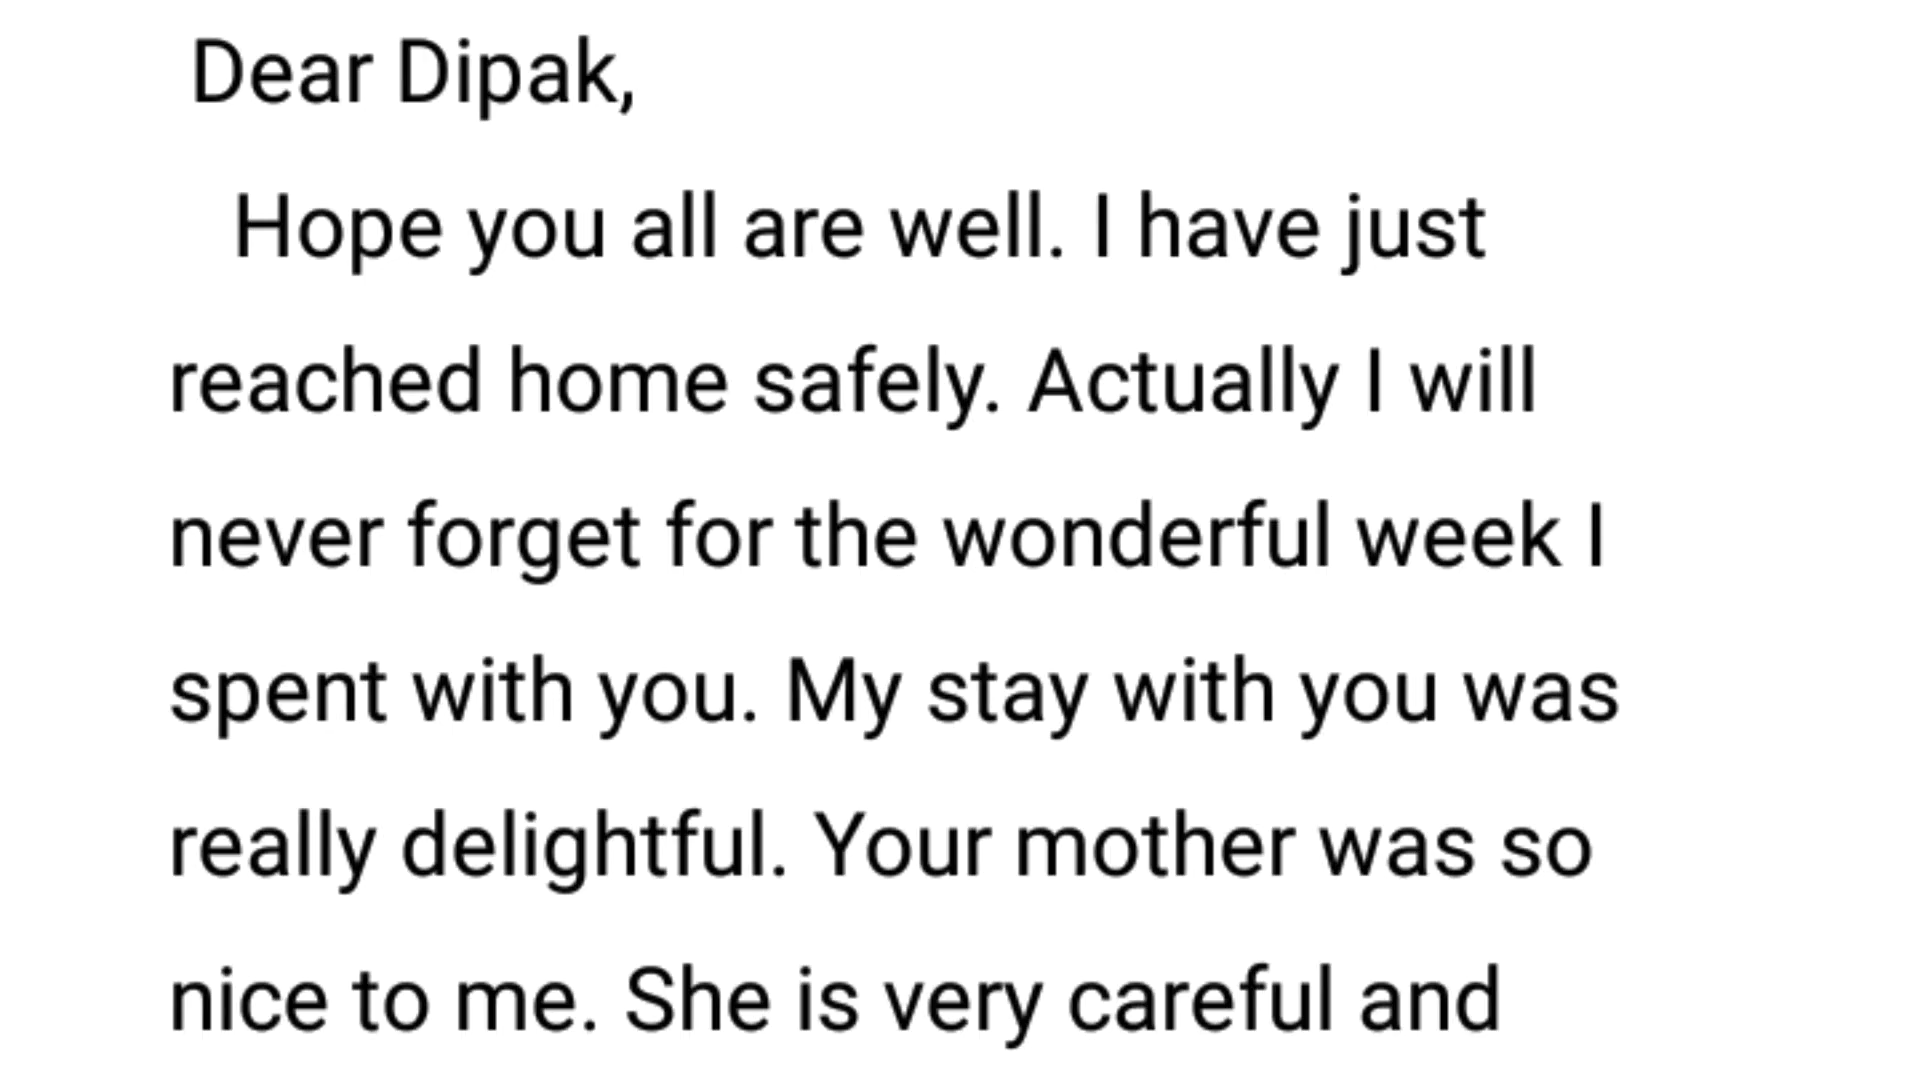 Dear Dipak,
Hope you all are well. I have just
reached home safely. Actually I will
never forget for the wonderful week I
spent with you. My stay with you was
really delightful. Your mother was so
nice to me. She is very careful and